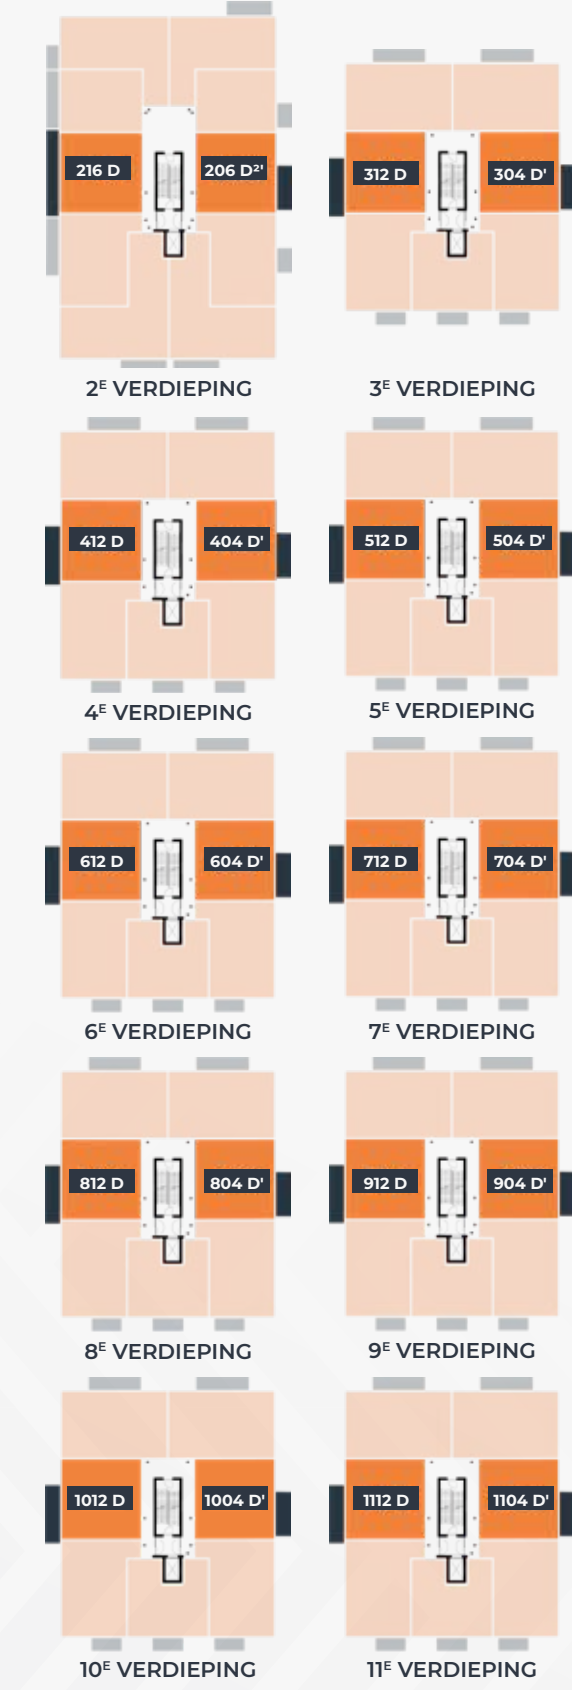 216 D 206 D²'
312 D 304 D'
2ᴱ VERDIEPING
3ᴱ VERDIEPING
412 D 404 D'
512 D 504 D'
4ᴱ VERDIEPING
5ᴱ VERDIEPING
612 D 604 D'
712 D 704 D'
6ᴱ VERDIEPING
7ᴱ VERDIEPING
812 D 804 D'
912 D 904 D'
8ᴱ VERDIEPING
9ᴱ VERDIEPING
1012 D 1004 D'
1112 D 1104 D'
10ᴱ VERDIEPING
11ᴱ VERDIEPING